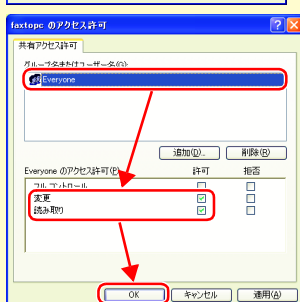 faxtopc のアクセス許可
共有アクセス許可
グループ名またはユーザー名(G):
Everyone
追加(D)... 削除(R)
Everyone のアクセス許可(P) 許可 拒否
フル コントロール
変更
読み取り
OK キャンセル 適用(A)